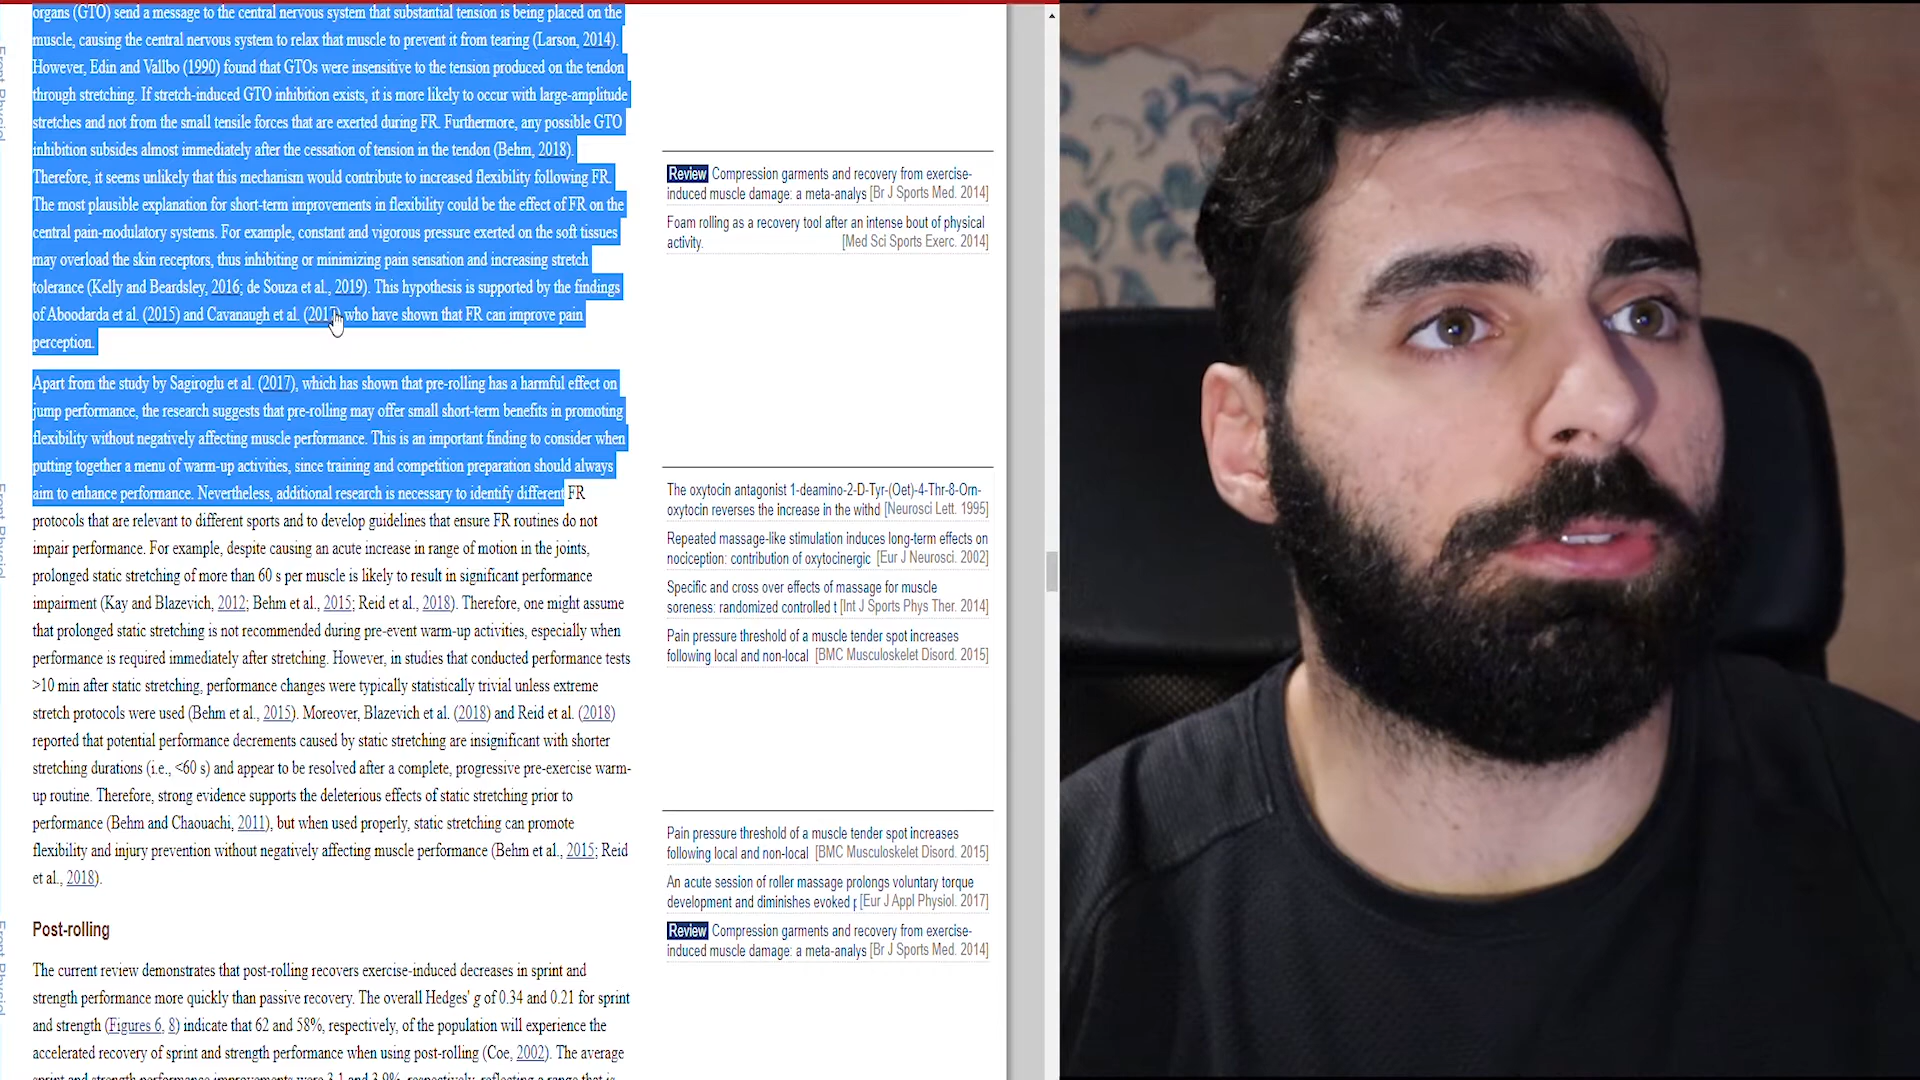 organs (GTO) send a message to the central nervous system that substantial tension is being placed on the
muscle, causing the central nervous system to relax that muscle to prevent it from tearing (Larson, 2014).
However, Edin and Vallbo (1990) found that GTOs were insensitive to the tension produced on the tendon
through stretching. If stretch-induced GTO inhibition exists, it is more likely to occur with large-amplitude
stretches and not from the small tensile forces that are exerted during FR. Furthermore, any possible GTO
inhibition subsides almost immediately after the cessation of tension in the tendon (Behm, 2018).
Therefore, it seems unlikely that this mechanism would contribute to increased flexibility following FR.
The most plausible explanation for short-term improvements in flexibility could be the effect of FR on the
central pain-modulatory systems. For example, constant and vigorous pressure exerted on the soft tissues
may overload the skin receptors, thus inhibiting or minimizing pain sensation and increasing stretch
tolerance (Kelly and Beardsley, 2016; de Souza et al., 2019). This hypothesis is supported by the findings
of Aboodarda et al. (2015) and Cavanaugh et al. (2017) who have shown that FR can improve pain
perception.
Apart from the study by Sagiroglu et al. (2017), which has shown that pre-rolling has a harmful effect on
jump performance, the research suggests that pre-rolling may offer small short-term benefits in promoting
flexibility without negatively affecting muscle performance. This is an important finding to consider when
putting together a menu of warm-up activities, since training and competition preparation should always
aim to enhance performance. Nevertheless, additional research is necessary to identify different FR
protocols that are relevant to different sports and to develop guidelines that ensure FR routines do not
impair performance. For example, despite causing an acute increase in range of motion in the joints,
prolonged static stretching of more than 60 s per muscle is likely to result in significant performance
impairment (Kay and Blazevich, 2012; Behm et al., 2015; Reid et al., 2018). Therefore, one might assume
that prolonged static stretching is not recommended during pre-event warm-up activities, especially when
performance is required immediately after stretching. However, in studies that conducted performance tests
>10 min after static stretching, performance changes were typically statistically trivial unless extreme
stretch protocols were used (Behm et al., 2015). Moreover, Blazevich et al. (2018) and Reid et al. (2018)
reported that potential performance decrements caused by static stretching are insignificant with shorter
stretching durations (i.e., <60 s) and appear to be resolved after a complete, progressive pre-exercise warm-
up routine. Therefore, strong evidence supports the deleterious effects of static stretching prior to
performance (Behm and Chaouachi, 2011), but when used properly, static stretching can promote
flexibility and injury prevention without negatively affecting muscle performance (Behm et al., 2015; Reid
et al., 2018).
Post-rolling
The current review demonstrates that post-rolling recovers exercise-induced decreases in sprint and
strength performance more quickly than passive recovery. The overall Hedges' g of 0.34 and 0.21 for sprint
and strength (Figures 6, 8) indicate that 62 and 58%, respectively, of the population will experience the
accelerated recovery of sprint and strength performance when using post-rolling (Coe, 2002). The average
sprint and strength performance improvements were 3.1 and 3.9%, respectively, reflecting a range that is
Review Compression garments and recovery from exercise-
induced muscle damage: a meta-analys [Br J Sports Med. 2014]
Foam rolling as a recovery tool after an intense bout of physical
activity. [Med Sci Sports Exerc. 2014]
The oxytocin antagonist 1-deamino-2-D-Tyr-(Oet)-4-Thr-8-Orn-
oxytocin reverses the increase in the withd [Neurosci Lett. 1995]
Repeated massage-like stimulation induces long-term effects on
nociception: contribution of oxytocinergic [Eur J Neurosci. 2002]
Specific and cross over effects of massage for muscle
soreness: randomized controlled t [Int J Sports Phys Ther. 2014]
Pain pressure threshold of a muscle tender spot increases
following local and non-local [BMC Musculoskelet Disord. 2015]
Pain pressure threshold of a muscle tender spot increases
following local and non-local [BMC Musculoskelet Disord. 2015]
An acute session of roller massage prolongs voluntary torque
development and diminishes evoked p [Eur J Appl Physiol. 2017]
Review Compression garments and recovery from exercise-
induced muscle damage: a meta-analys [Br J Sports Med. 2014]